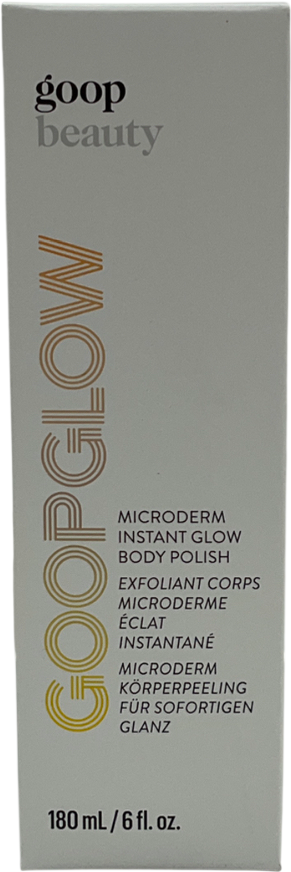 goop
beauty
GOOPGLOW
MICRODERM
INSTANT GLOW
BODY POLISH
EXFOLIANT CORPS
MICRODERME
ÉCLAT
INSTANTANÉ
MICRODERM
KÖRPERPEELING
FÜR SOFORTIGEN
GLANZ
180 mL / 6 fl. oz.